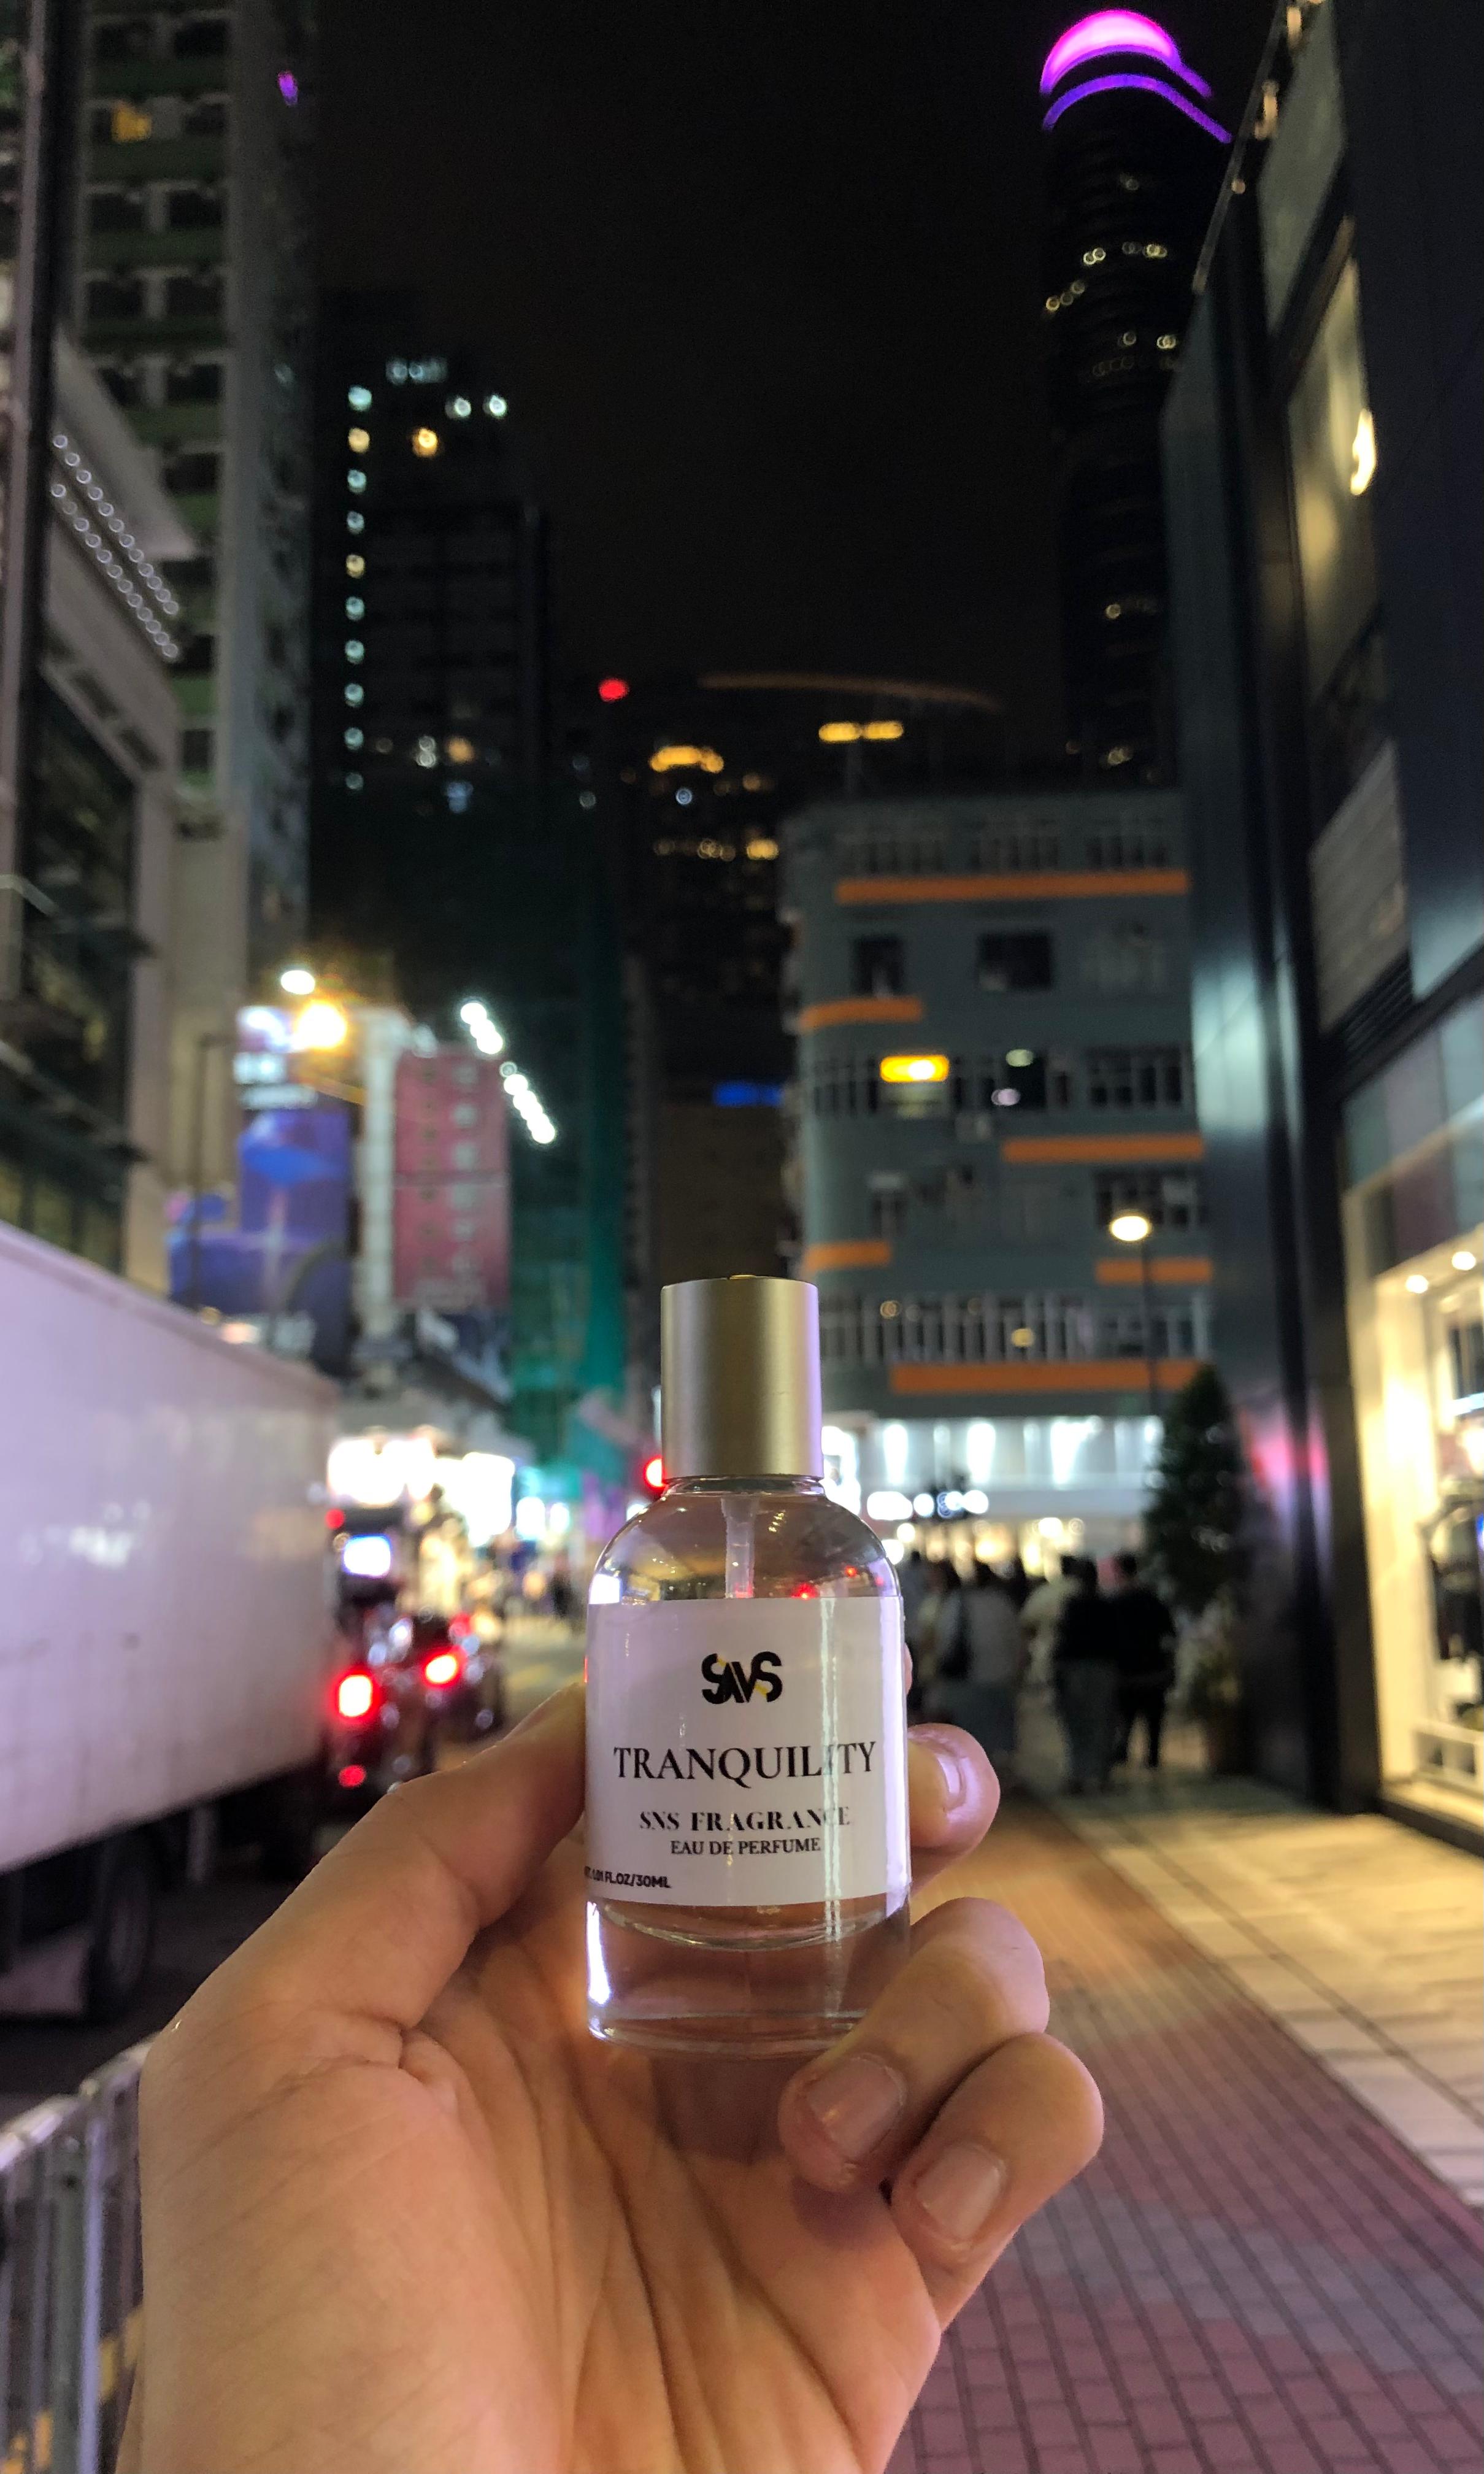 SNS
TRANQUILITY
SNS FRAGRANCE
EAU DE PERFUME
1.01 FL.OZ/30ML